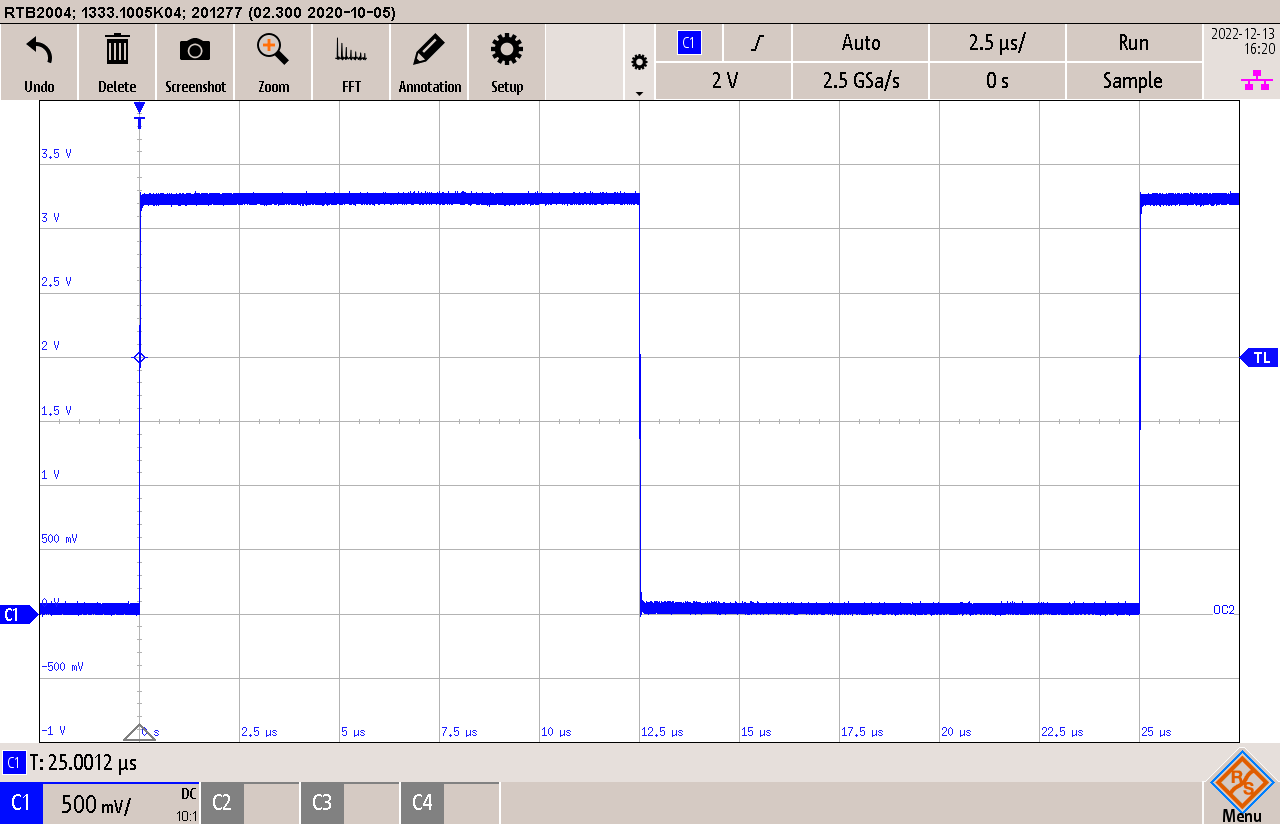 RTB2004; 1333.1005K04; 201277 (02.300 2020-10-05)
Undo Delete Screenshot Zoom FFT Annotation Setup
C1 Auto 2.5 µs/ Run
2 V 2.5 GSa/s 0 s Sample
2022-12-13
16:20
T
3.5 V
3 V
2.5 V
2 V
TL
1.5 V
1 V
500 mV
0 V
C1
OC2
-500 mV
-1 V
0 s 2.5 µs 5 µs 7.5 µs 10 µs 12.5 µs 15 µs 17.5 µs 20 µs 22.5 µs 25 µs
C1 T: 25.0012 µs
C1 500 mV/ DC 10:1 C2 C3 C4
R S
Menu